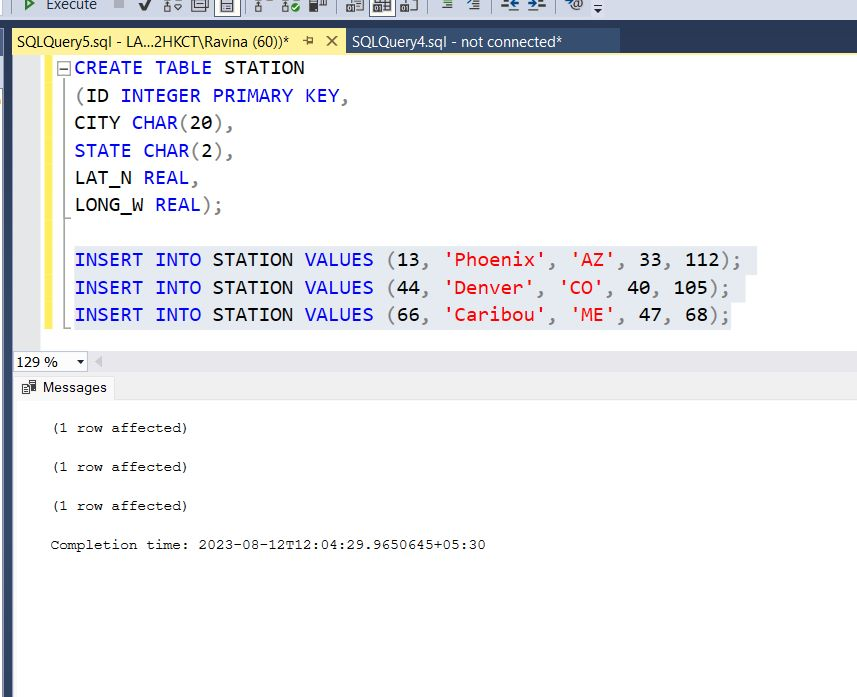 Execute
SQLQuery5.sql - LA...2HKCT\Ravina (60))* SQLQuery4.sql - not connected*
CREATE TABLE STATION
(ID INTEGER PRIMARY KEY,
CITY CHAR(20),
STATE CHAR(2),
LAT_N REAL,
LONG_W REAL);
INSERT INTO STATION VALUES (13, 'Phoenix', 'AZ', 33, 112);
INSERT INTO STATION VALUES (44, 'Denver', 'CO', 40, 105);
INSERT INTO STATION VALUES (66, 'Caribou', 'ME', 47, 68);
129 %
Messages
(1 row affected)
(1 row affected)
(1 row affected)
Completion time: 2023-08-12T12:04:29.9650645+05:30